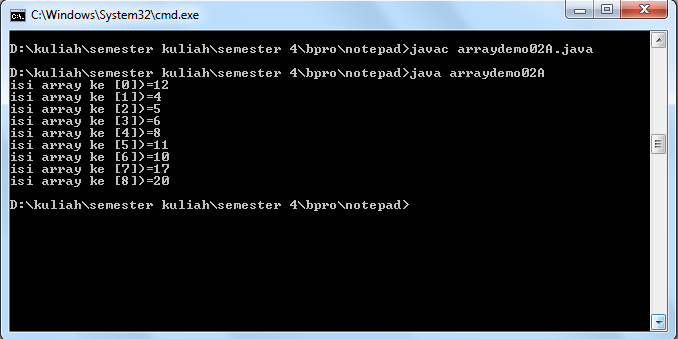 C:\Windows\System32\cmd.exe
D:\kuliah\semester kuliah\semester 4\bpro\notepad>javac arraydemo02A.java
D:\kuliah\semester kuliah\semester 4\bpro\notepad>java arraydemo02A
isi array ke [0]>=12
isi array ke [1]>=4
isi array ke [2]>=5
isi array ke [3]>=6
isi array ke [4]>=8
isi array ke [5]>=11
isi array ke [6]>=10
isi array ke [7]>=17
isi array ke [8]>=20
D:\kuliah\semester kuliah\semester 4\bpro\notepad>